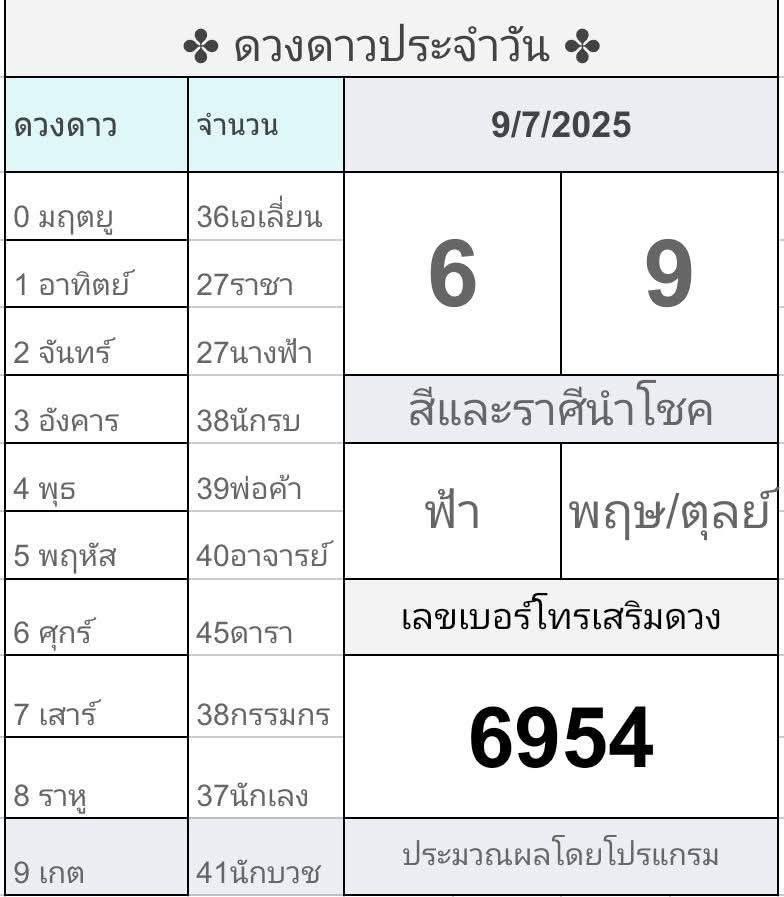 ✤ ดวงดาวประจำวัน ✤
ดวงดาว จำนวน 9/7/2025
0 มฤตยู 36เอเลี่ยน
1 อาทิตย์ 27ราชา
6 9
2 จันทร์ 27นางฟ้า
3 อังคาร 38นักรบ
สีและราศีนำโชค
4 พุธ 39พ่อค้า
ฟ้า พฤษ/ตุลย์
5 พฤหัส 40อาจารย์
6 ศุกร์ 45ดารา
เลขเบอร์โทรเสริมดวง
7 เสาร์ 38กรรมกร
6954
8 ราหู 37นักเลง
9 เกต 41นักบวช
ประมวณผลโดยโปรแกรม